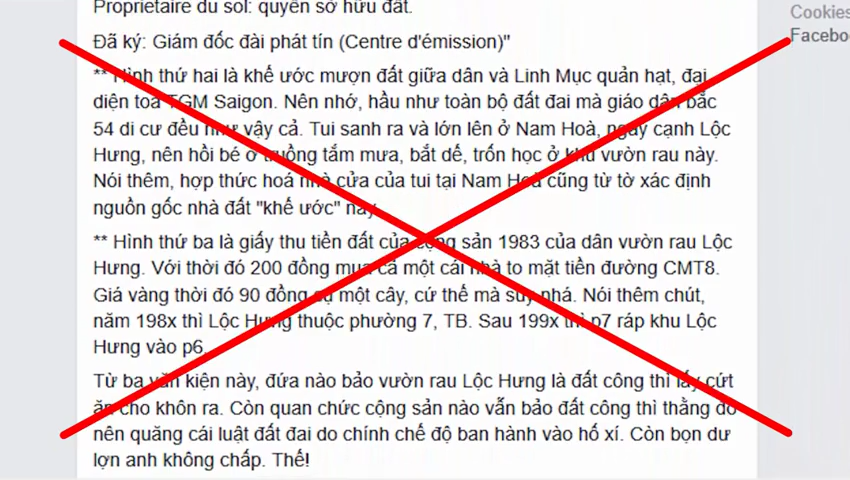 Propriétaire du sol: quyền sở hữu đất.
Cookies
Đã ký: Giám đốc đài phát tín (Centre d'émission)"
Facebo
** Hình thứ hai là khế ước mượn đất giữa dân và Linh Mục quản hạt, đại
diện toà TGM Saigon. Nên nhớ, hầu như toàn bộ đất đai mà giáo dân bắc
54 di cư đều như vậy cả. Tui sanh ra và lớn lên ở Nam Hoà, ngay cạnh Lộc
Hưng, nên hồi bé ở truồng tắm mưa, bắt dế, trốn học ở khu vườn rau này.
Nói thêm, hợp thức hoá nhà cửa của tui tại Nam Hoà cũng từ tờ xác định
nguồn gốc nhà đất "khế ước" này.
** Hình thứ ba là giấy thu tiền đất của cộng sản 1983 của dân vườn rau Lộc
Hưng. Với thời đó 200 đồng mua cả một cái nhà to mặt tiền đường CMT8.
Giá vàng thời đó 90 đồng cụ một cây, cứ thế mà suy nhá. Nói thêm chút,
năm 198x thì Lộc Hưng thuộc phường 7, TB. Sau 199x thì p7 ráp khu Lộc
Hưng vào p6.
Từ ba văn kiện này, đứa nào bảo vườn rau Lộc Hưng là đất công thì lấy cứt
ăn cho khôn ra. Còn quan chức cộng sản nào vẫn bảo đất công thì thằng đó
nên quăng cái luật đất đai do chính chế độ ban hành vào hố xí. Còn bọn dư
lợn anh không chấp. Thế!